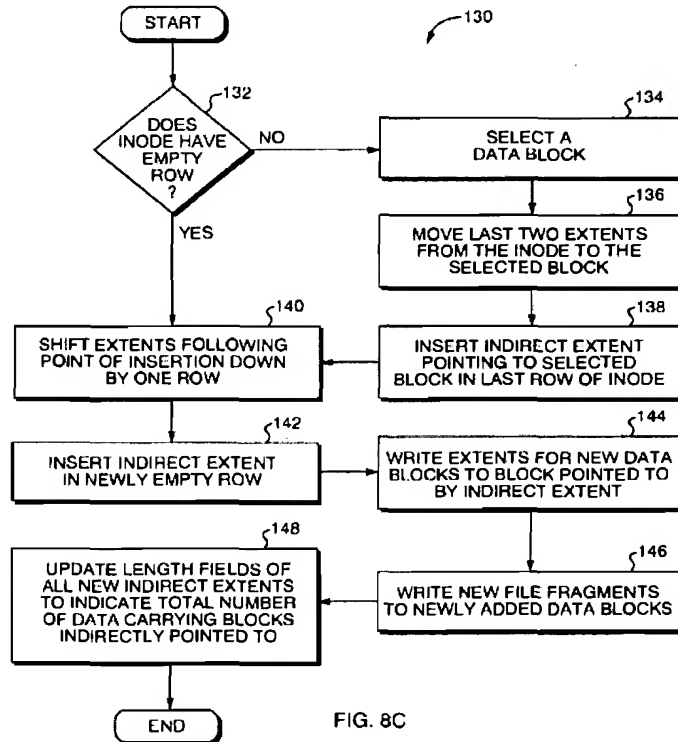 START
130
132
DOES
INODE HAVE
EMPTY
ROW
?
NO
YES
134
SELECT A
DATA BLOCK
136
MOVE LAST TWO EXTENTS
FROM THE INODE TO THE
SELECTED BLOCK
138
INSERT INDIRECT EXTENT
POINTING TO SELECTED
BLOCK IN LAST ROW OF INODE
140
SHIFT EXTENTS FOLLOWING
POINT OF INSERTION DOWN
BY ONE ROW
142
INSERT INDIRECT EXTENT
IN NEWLY EMPTY ROW
144
WRITE EXTENTS FOR NEW DATA
BLOCKS TO BLOCK POINTED TO
BY INDIRECT EXTENT
146
WRITE NEW FILE FRAGMENTS
TO NEWLY ADDED DATA BLOCKS
148
UPDATE LENGTH FIELDS OF
ALL NEW INDIRECT EXTENTS
TO INDICATE TOTAL NUMBER
OF DATA CARRYING BLOCKS
INDIRECTLY POINTED TO
END
FIG. 8C